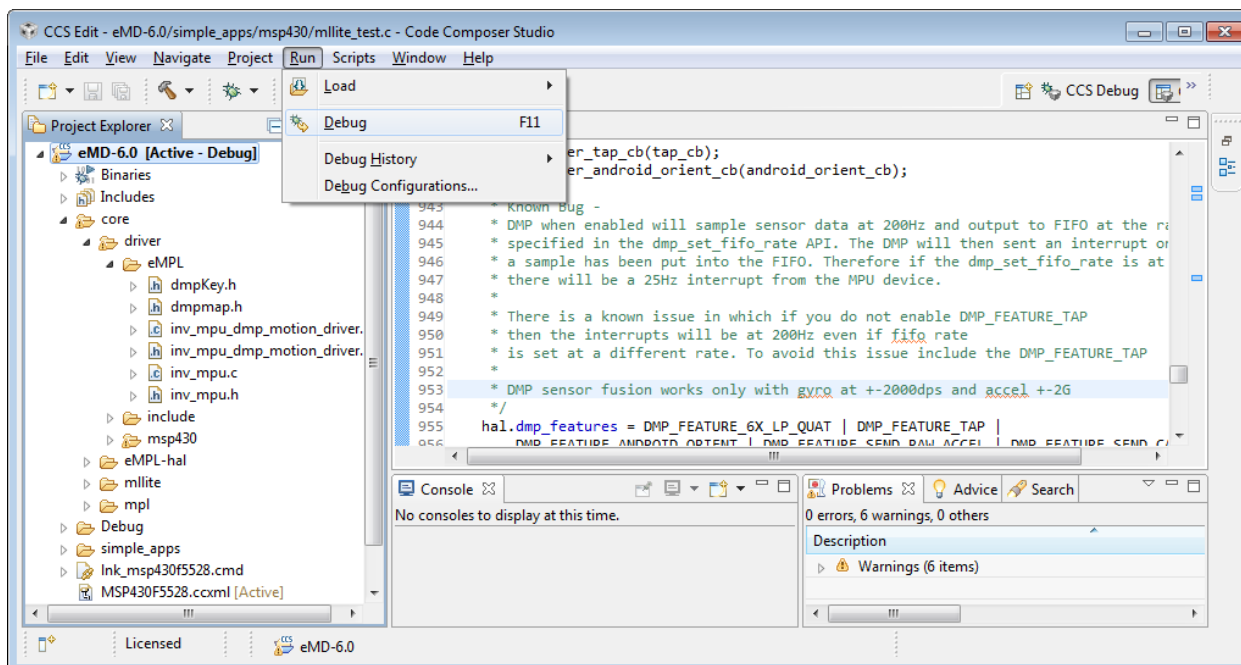 CCS Edit - eMD-6.0/simple_apps/msp430/mllite_test.c - Code Composer Studio
File Edit View Navigate Project Run Scripts Window Help
Load
Debug F11
Debug History
Debug Configurations...
CCS Debug
Project Explorer
eMD-6.0 [Active - Debug]
Binaries
Includes
core
driver
eMPL
dmpKey.h
dmpmap.h
inv_mpu_dmp_motion_driver.
inv_mpu_dmp_motion_driver.
inv_mpu.c
inv_mpu.h
include
msp430
eMPL-hal
mllite
mpl
Debug
simple_apps
lnk_msp430f5528.cmd
MSP430F5528.ccxml [Active]
er_tap_cb(tap_cb);
er_android_orient_cb(android_orient_cb);
943 * Known Bug -
944 * DMP when enabled will sample sensor data at 200Hz and output to FIFO at the
945 * specified in the dmp_set_fifo_rate API. The DMP will then sent an interrupt
946 * a sample has been put into the FIFO. Therefore if the dmp_set_fifo_rate is at
947 * there will be a 25Hz interrupt from the MPU device.
948 *
949 * There is a known issue in which if you do not enable DMP_FEATURE_TAP
950 * then the interrupts will be at 200Hz even if fifo rate
951 * is set at a different rate. To avoid this issue include the DMP_FEATURE_TAP
952 *
953 * DMP sensor fusion works only with gyro at +-2000dps and accel +-2G
954 */
955 hal.dmp_features = DMP_FEATURE_6X_LP_QUAT | DMP_FEATURE_TAP |
956 DMP_FEATURE_ANDROID_ORIENT | DMP_FEATURE_SEND_RAW_ACCEL | DMP_FEATURE_SEND_CA
Console
No consoles to display at this time.
Problems Advice Search
0 errors, 6 warnings, 0 others
Description
Warnings (6 items)
Licensed eMD-6.0